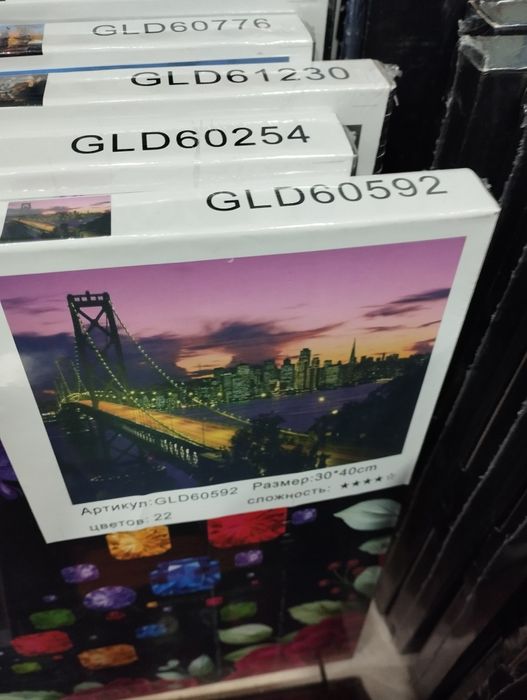 GLD60776
GLD61230
GLD60254
GLD60592
Артикул:GLD60592 Размер:30*40cm
цветов: 22 сложность: ★★★★☆